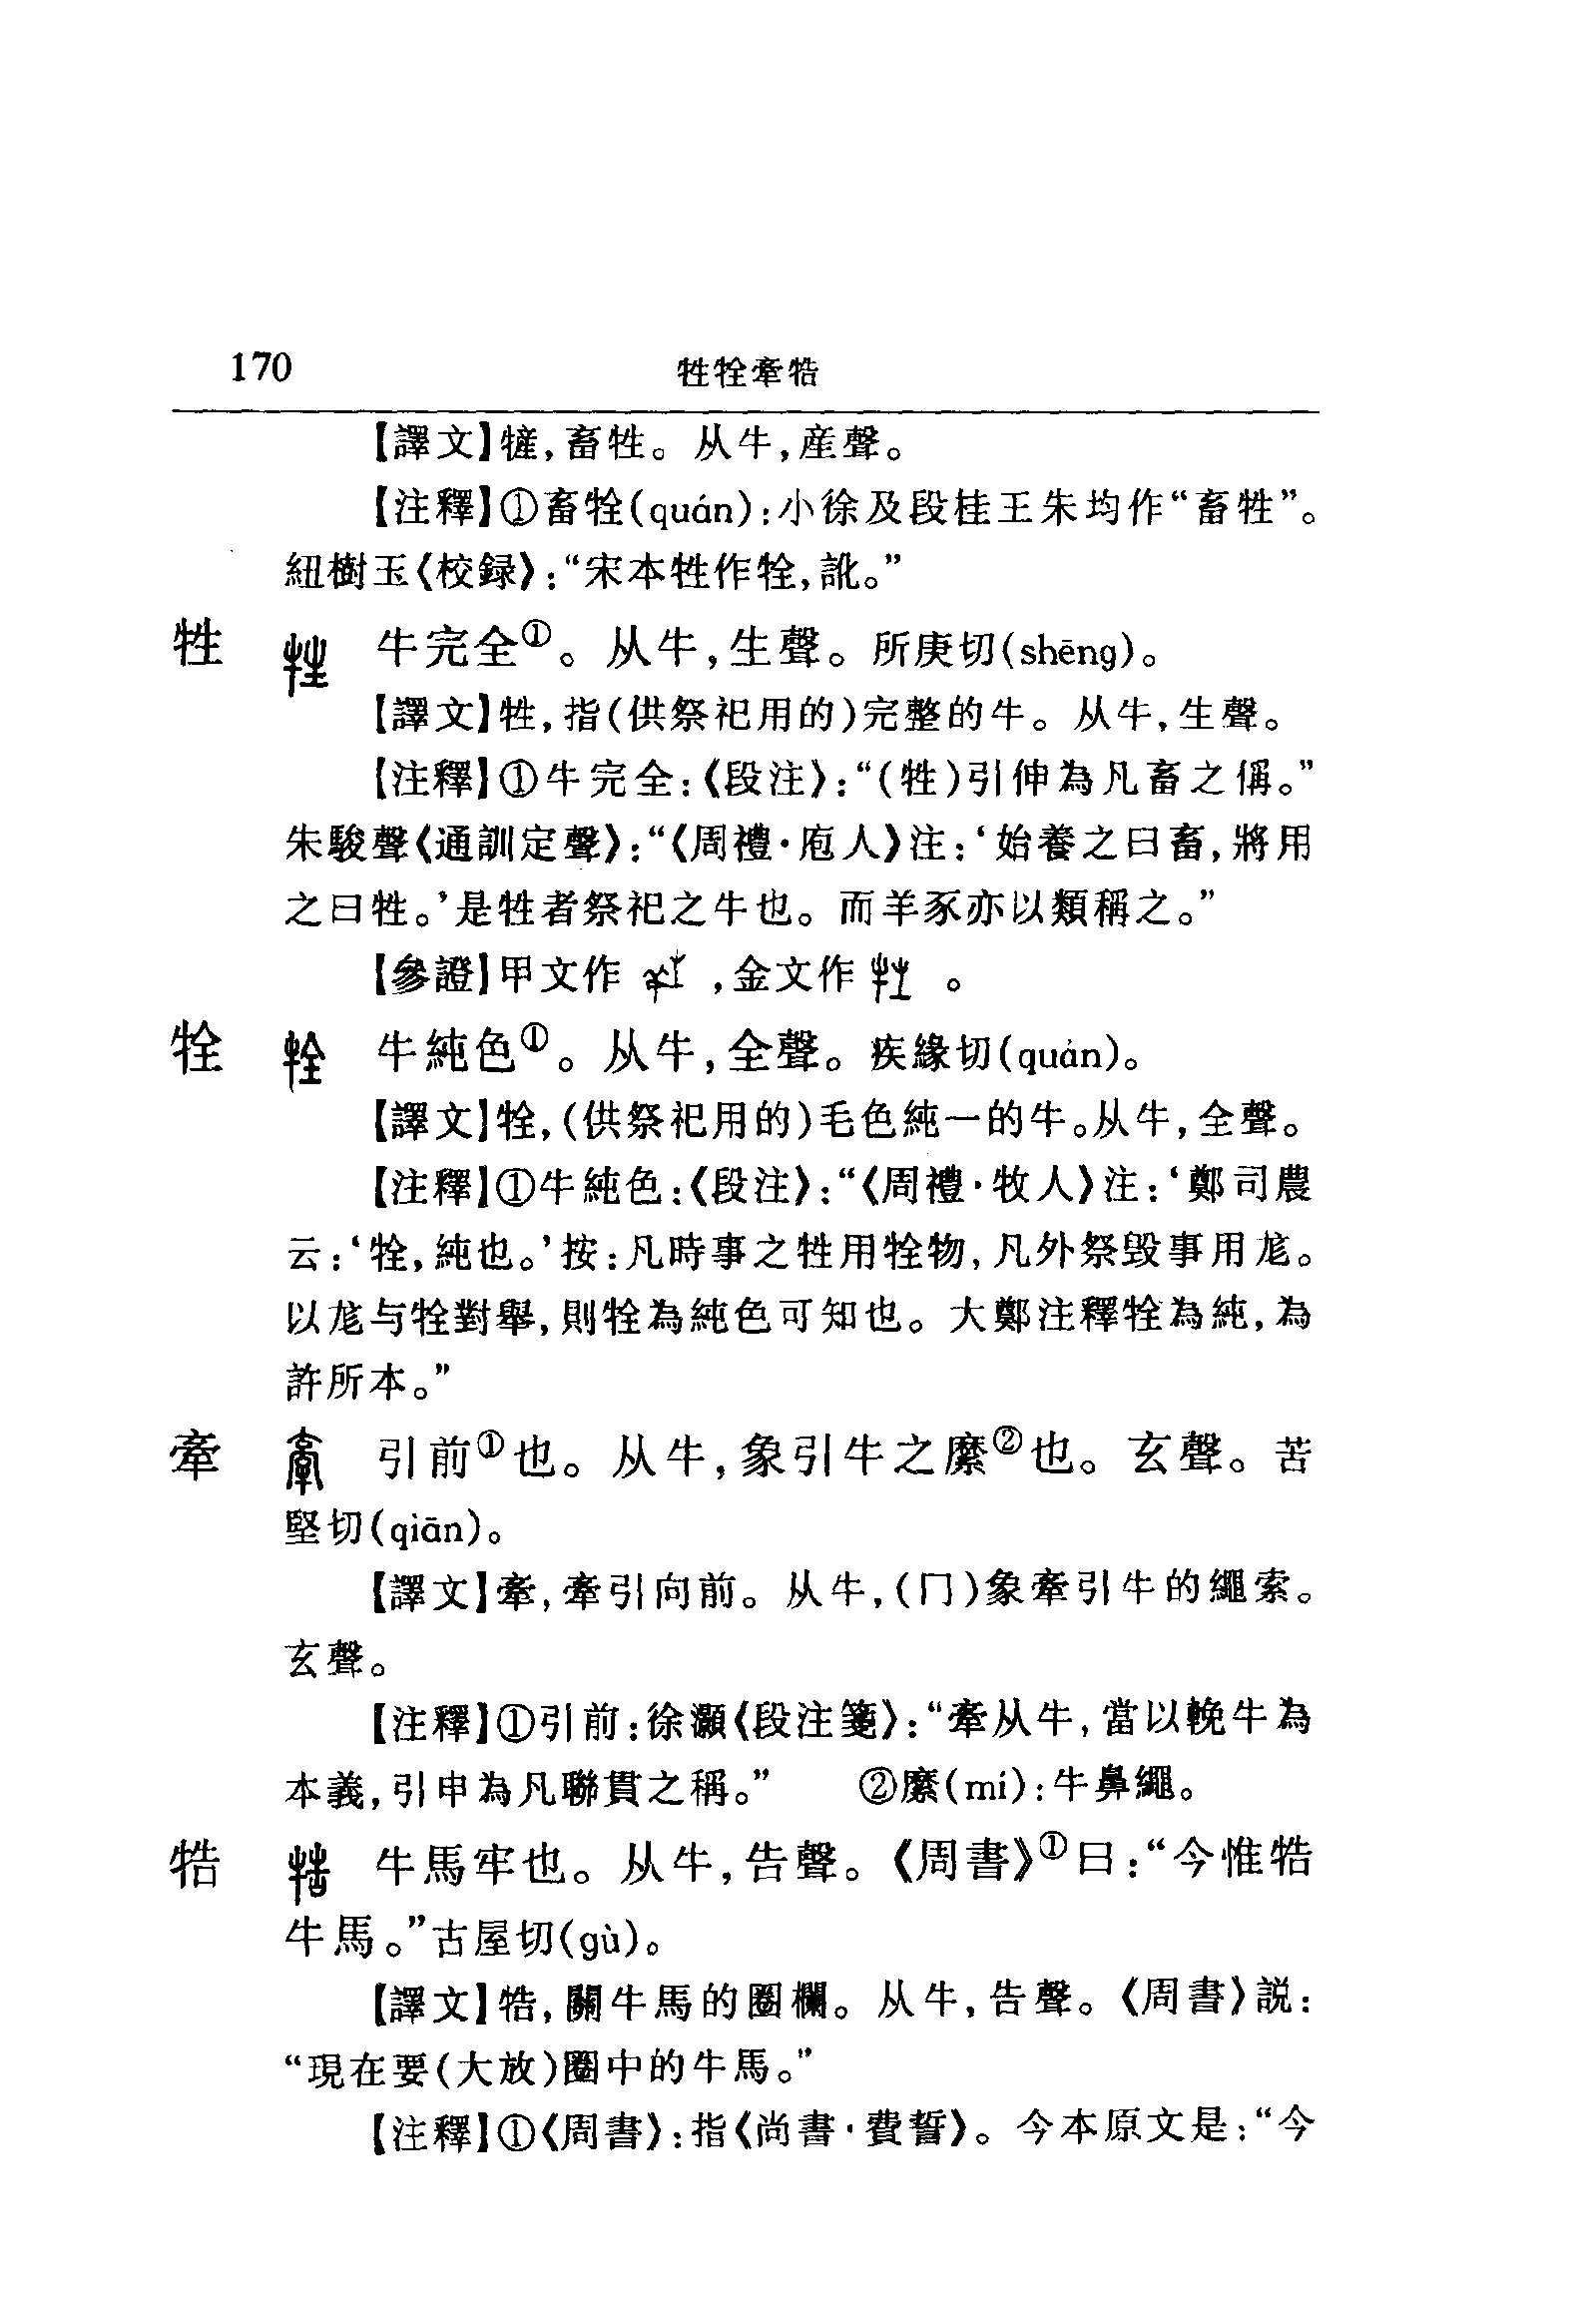 170 牲牷牽牿
【譯文】㹌,畜牲。从牛,産聲。
【注釋】①畜牷(quán):小徐及段桂王朱均作“畜牲”。
紐樹玉〈校録〉:“宋本牲作牷,訛。”
牲 牛完全①。从牛,生聲。所庚切(shēng)。
【譯文】牲,指(供祭祀用的)完整的牛。从牛,生聲。
【注釋】①牛完全:〈段注〉:“(牲)引伸為凡畜之偁。”
朱駿聲〈通訓定聲〉:“〈周禮·庖人〉注:‘始養之曰畜,將用
之曰牲。’是牲者祭祀之牛也。而羊豕亦以類稱之。”
【參證】甲文作 ,金文作 。
牷 牛純色①。从牛,全聲。疾緣切(quán)。
【譯文】牷,(供祭祀用的)毛色純一的牛。从牛,全聲。
【注釋】①牛純色:〈段注〉:“〈周禮·牧人〉注:‘鄭司農
云:‘牷,純也。’按:凡時事之牲用牷物,凡外祭毁事用尨。
以尨与牷對舉,則牷為純色可知也。大鄭注釋牷為純,為
許所本。”
牽 引前①也。从牛,象引牛之縻②也。玄聲。苦
堅切(qiān)。
【譯文】牽,牽引向前。从牛,(冂)象牽引牛的繩索。
玄聲。
【注釋】①引前:徐灝〈段注箋〉:“牽从牛,當以輓牛為
本義,引申為凡聯貫之稱。” ②縻(mí):牛鼻繩。
牿 牛馬牢也。从牛,告聲。《周書》①曰:“今惟牿
牛馬。”古屋切(gù)。
【譯文】牿,關牛馬的圈欄。从牛,告聲。〈周書〉説:
“現在要(大放)圈中的牛馬。”
【注釋】①〈周書〉:指〈尚書·費誓〉。今本原文是:“今